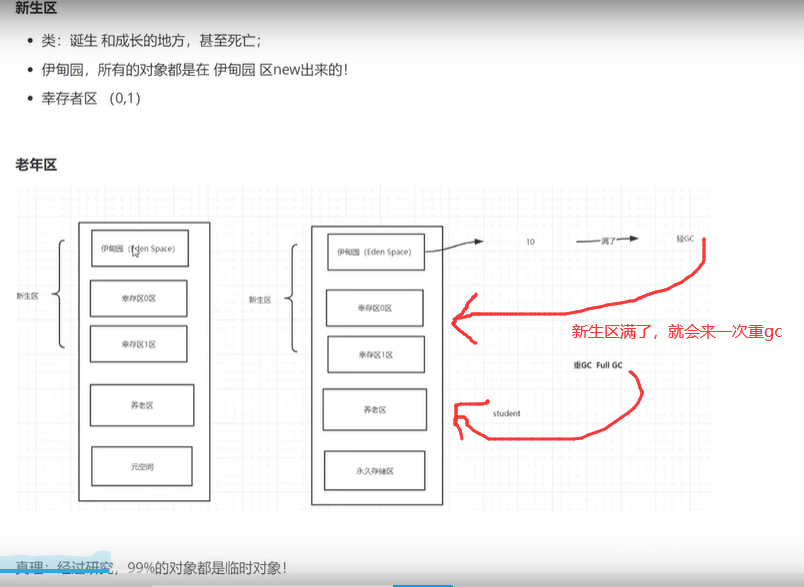 新生区
类：诞生 和成长的地方，甚至死亡；
伊甸园，所有的对象都是在 伊甸园 区new出来的！
幸存者区 （0,1）
老年区
新生区
伊甸园（Eden Space）
幸存区0区
幸存区1区
养老区
元空间
新生区
伊甸园（Eden Space）
幸存区0区
幸存区1区
养老区
永久存储区
10
满了
轻GC
新生区满了，就会来一次重gc
重GC Full GC
student
真理：经过研究，99%的对象都是临时对象！